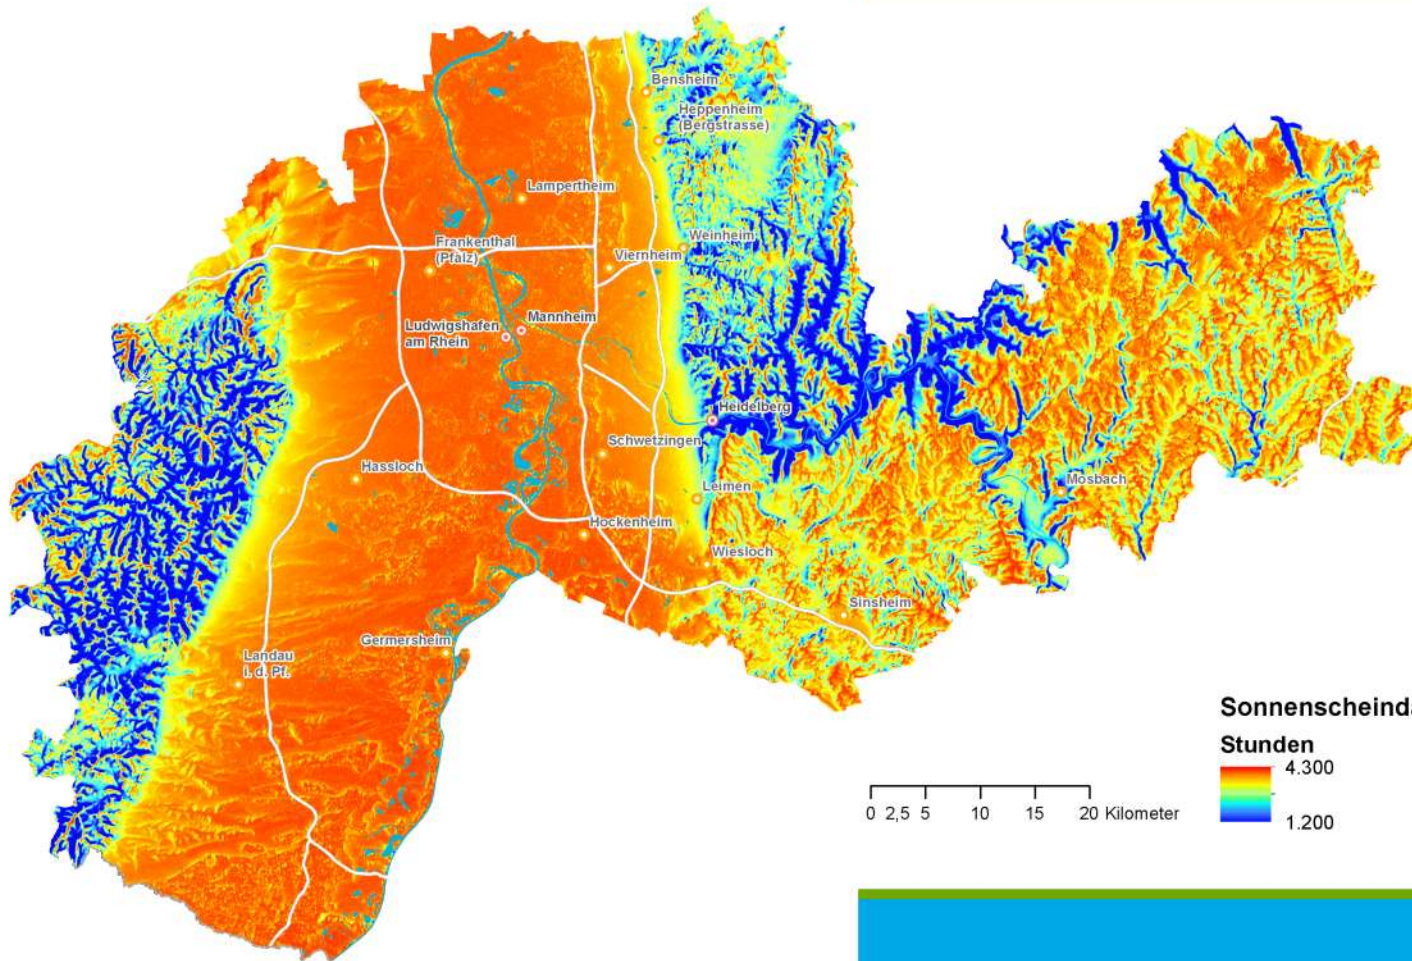 Bensheim
Heppenheim
(Bergstrasse)
Lampertheim
Frankenthal
(Pfalz)
Weinheim
Viernheim
Mannheim
Ludwigshafen
am Rhein
Heidelberg
Schwetzingen
Hassloch
Leimen
Mosbach
Hockenheim
Wiesloch
Sinsheim
Germersheim
Landau
i. d. Pf.
Sonnenscheinda
Stunden
4.300
1.200
0 2,5 5 10 15 20 Kilometer